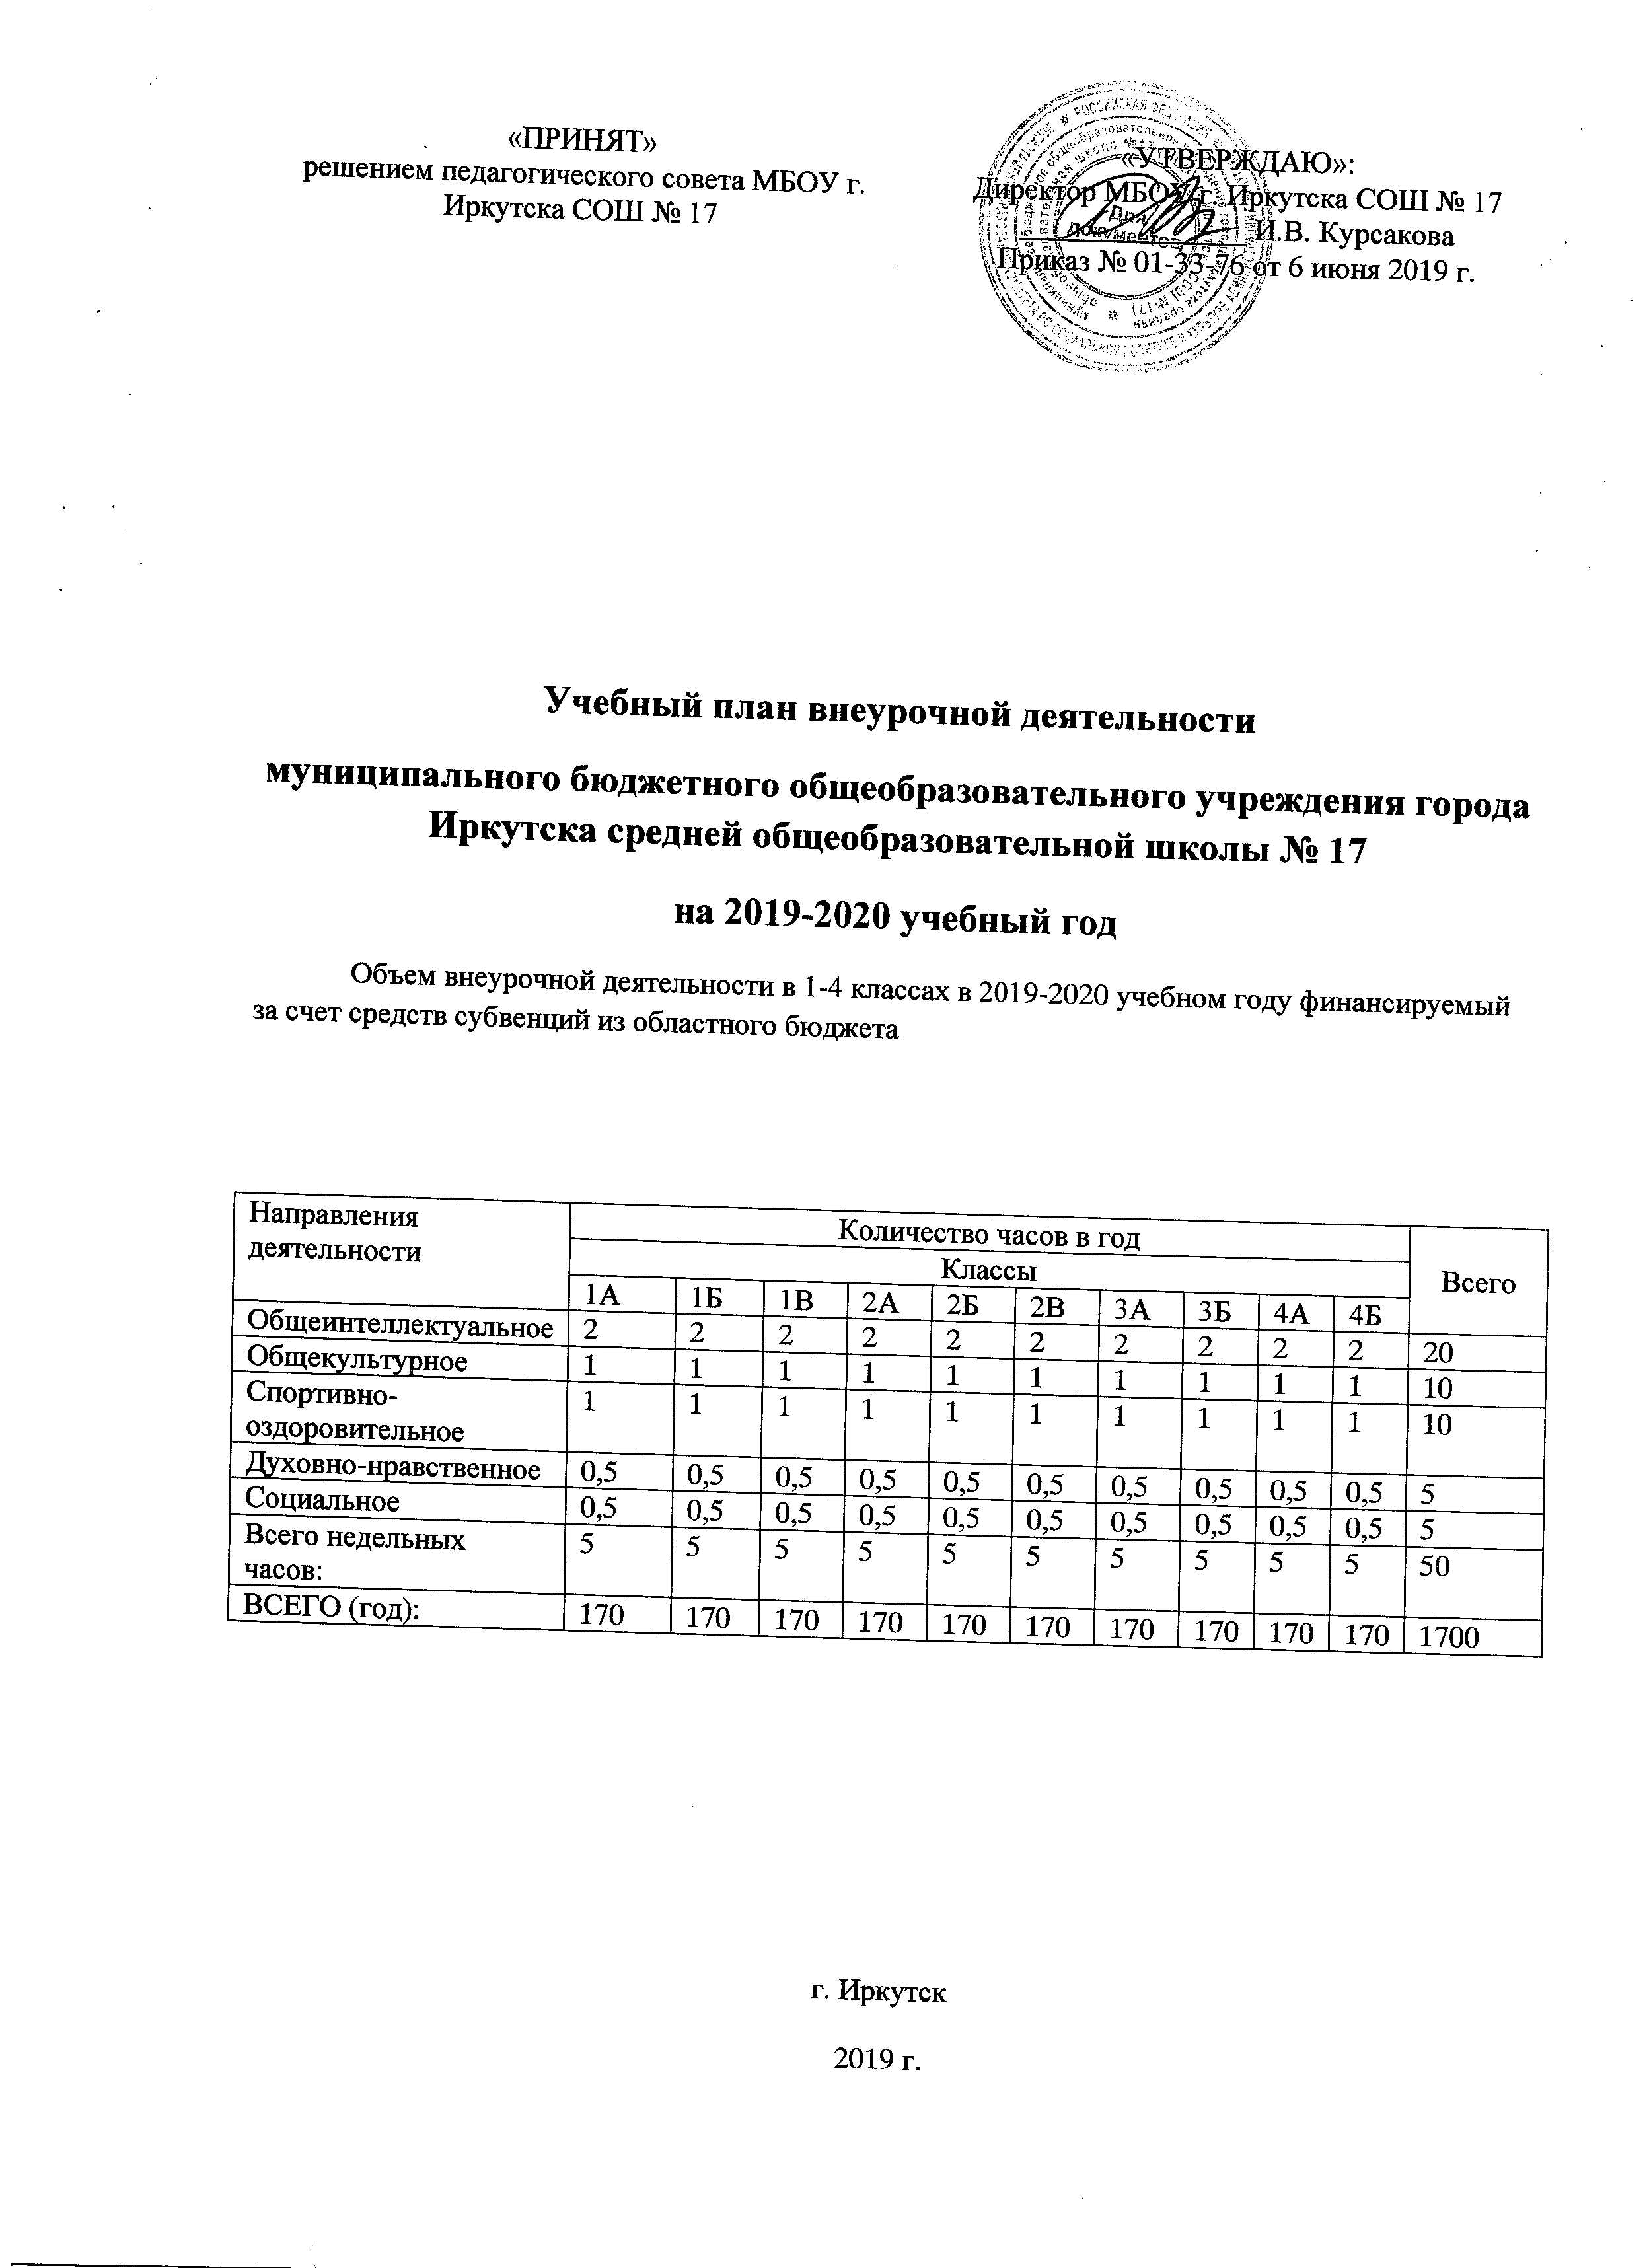 «ПРИНЯТ»
решением педагогического совета МБОУ г.
Иркутска СОШ № 17
«УТВЕРЖДАЮ»:
Директор МБОУ г. Иркутска СОШ № 17
И.В. Курсакова
Приказ № 01-33-76 от 6 июня 2019 г.
Для
документов
Учебный план внеурочной деятельности
муниципального бюджетного общеобразовательного учреждения города
Иркутска средней общеобразовательной школы № 17
на 2019-2020 учебный год
Объем внеурочной деятельности в 1-4 классах в 2019-2020 учебном году финансируемый
за счет средств субвенций из областного бюджета
Направления
деятельности
Количество часов в год
Классы
Всего
1А 1Б 1В 2А 2Б 2В 3А 3Б 4А 4Б
Общеинтеллектуальное 2 2 2 2 2 2 2 2 2 2 20
Общекультурное 1 1 1 1 1 1 1 1 1 1 10
Спортивно- 1 1 1 1 1 1 1 1 1 1 10
оздоровительное
Духовно-нравственное 0,5 0,5 0,5 0,5 0,5 0,5 0,5 0,5 0,5 0,5 5
Социальное 0,5 0,5 0,5 0,5 0,5 0,5 0,5 0,5 0,5 0,5 5
Всего недельных 5 5 5 5 5 5 5 5 5 5 50
часов:
ВСЕГО (год): 170 170 170 170 170 170 170 170 170 170 1700
г. Иркутск
2019 г.